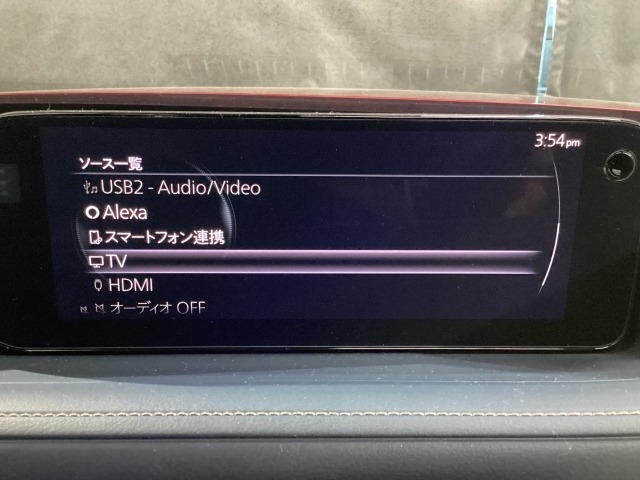 3:54pm
ソース一覧
USB2 - Audio/Video
Alexa
スマートフォン連携
TV
HDMI
オーディオ OFF